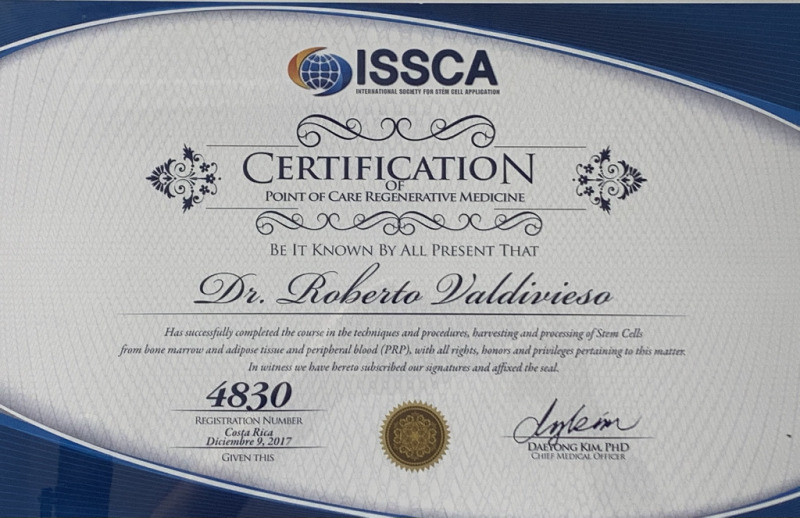 ISSCA
INTERNATIONAL SOCIETY FOR STEM CELL APPLICATION
CERTIFICATION
OF
POINT OF CARE REGENERATIVE MEDICINE
BE IT KNOWN BY ALL PRESENT THAT
Dr. Roberto Valdivieso
Has successfully completed the course in the techniques and procedures, harvesting and processing of Stem Cells
from bone marrow and adipose tissue and peripheral blood (PRP), with all rights, honors and privileges pertaining to this matter.
In witness we have hereto subscribed our signatures and affixed the seal.
4830
REGISTRATION NUMBER
Costa Rica
Diciembre 9, 2017
GIVEN THIS
DAEYONG KIM, PHD
CHIEF MEDICAL OFFICER